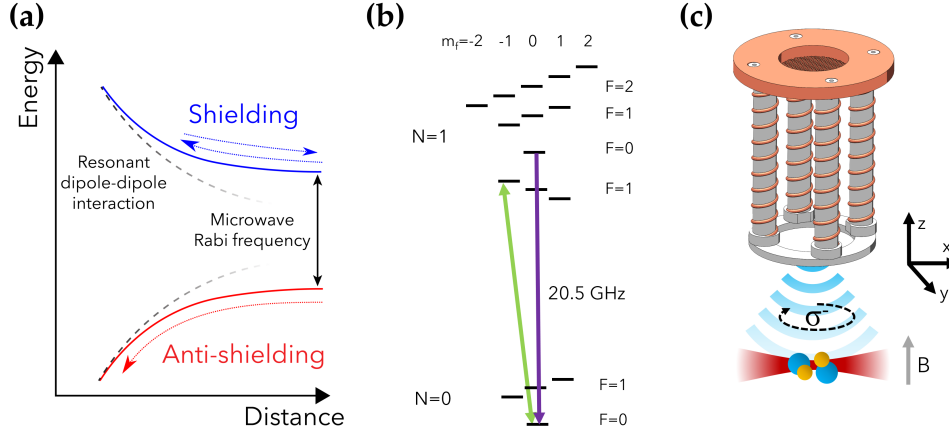 (a)
Energy
Shielding
Resonant
dipole-dipole
interaction
Microwave
Rabi frequency
Anti-shielding
Distance
(b)
m_f=-2 -1 0 1 2
F=2
F=1
N=1
F=0
F=1
20.5 GHz
F=1
N=0
F=0
(c)
z
x
y
σ⁻
B